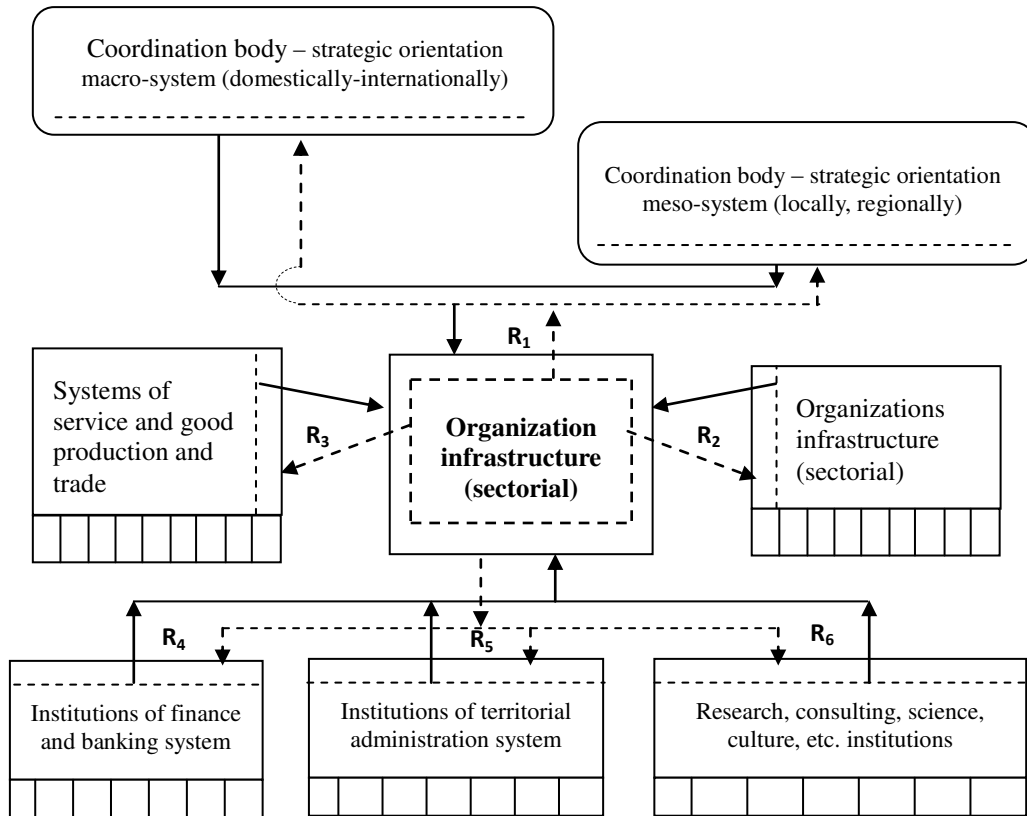 Coordination body – strategic orientation
macro-system (domestically-internationally)
Coordination body – strategic orientation
meso-system (locally, regionally)
R1
Systems of
service and good
production and
trade
R3
Organization
infrastructure
(sectorial)
R2
Organizations
infrastructure
(sectorial)
R4
R5
R6
Institutions of finance
and banking system
Institutions of territorial
administration system
Research, consulting, science,
culture, etc. institutions